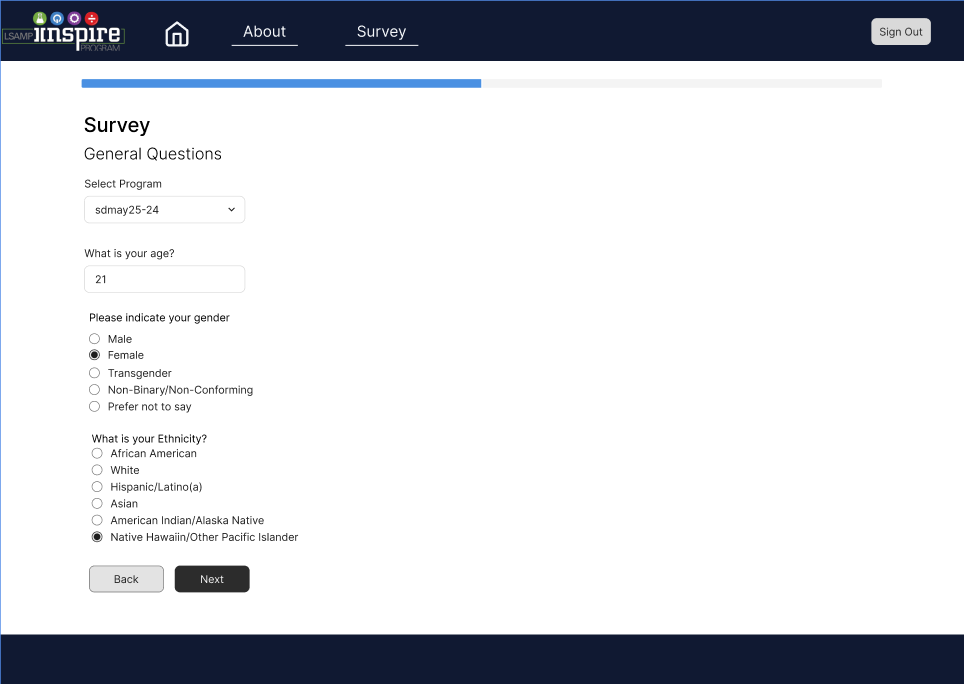 LSAMP inspire PROGRAM
About
Survey
Sign Out
Survey
General Questions
Select Program
sdmay25-24
What is your age?
21
Please indicate your gender
Male
Female
Transgender
Non-Binary/Non-Conforming
Prefer not to say
What is your Ethnicity?
African American
White
Hispanic/Latino(a)
Asian
American Indian/Alaska Native
Native Hawaiin/Other Pacific Islander
Back
Next